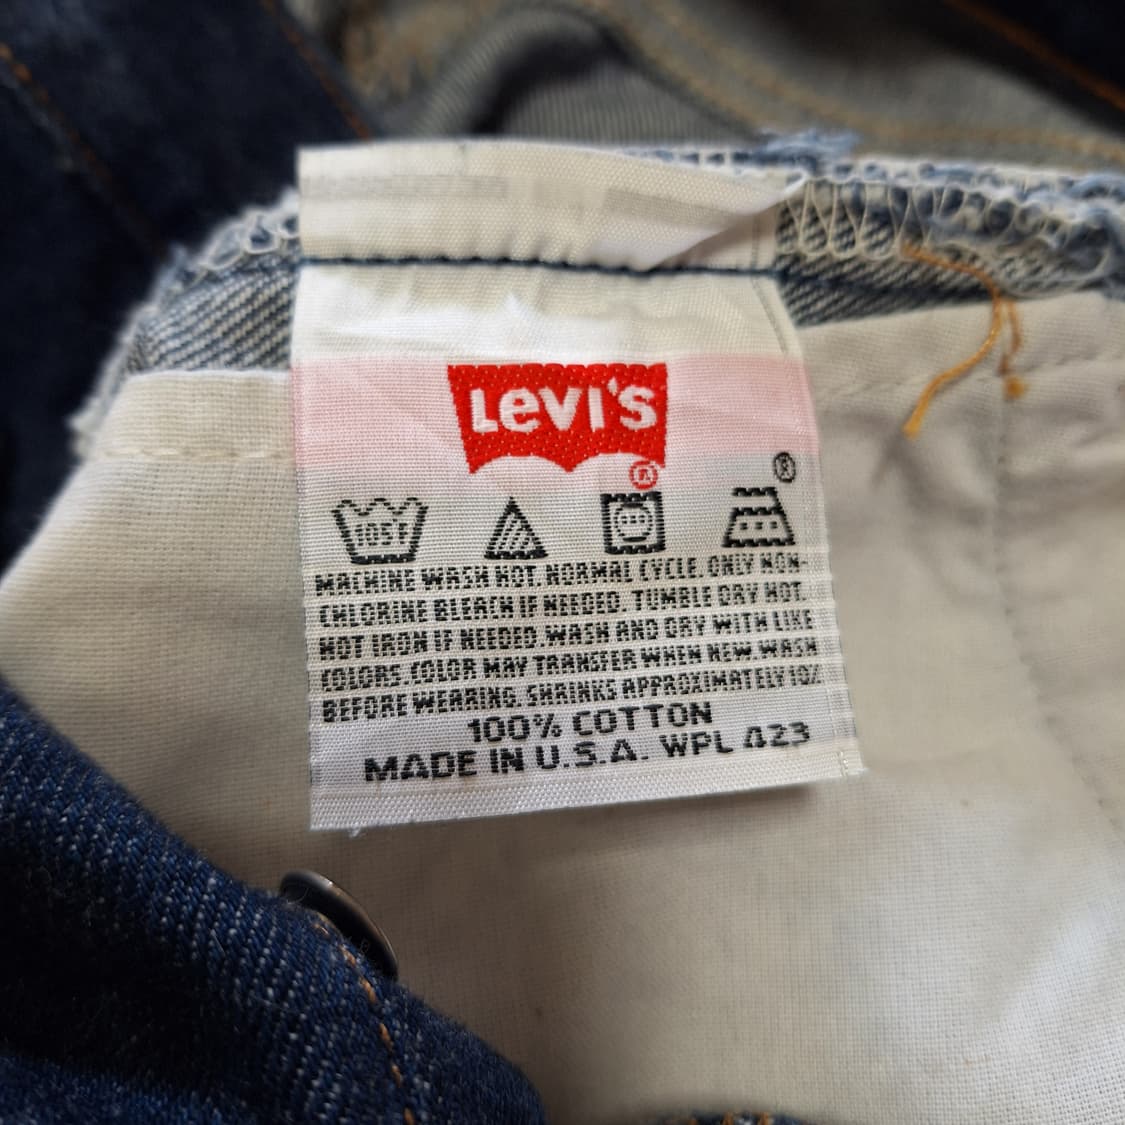 Levi's
®
®
105F
MACHINE WASH HOT. NORMAL CYCLE. ONLY NON-
CHLORINE BLEACH IF NEEDED. TUMBLE DRY HOT.
HOT IRON IF NEEDED. WASH AND DRY WITH LIKE
COLORS. COLOR MAY TRANSFER WHEN NEW. WASH
BEFORE WEARING. SHRINKS APPROXIMATELY 10%
100% COTTON
MADE IN U.S.A. WPL 423